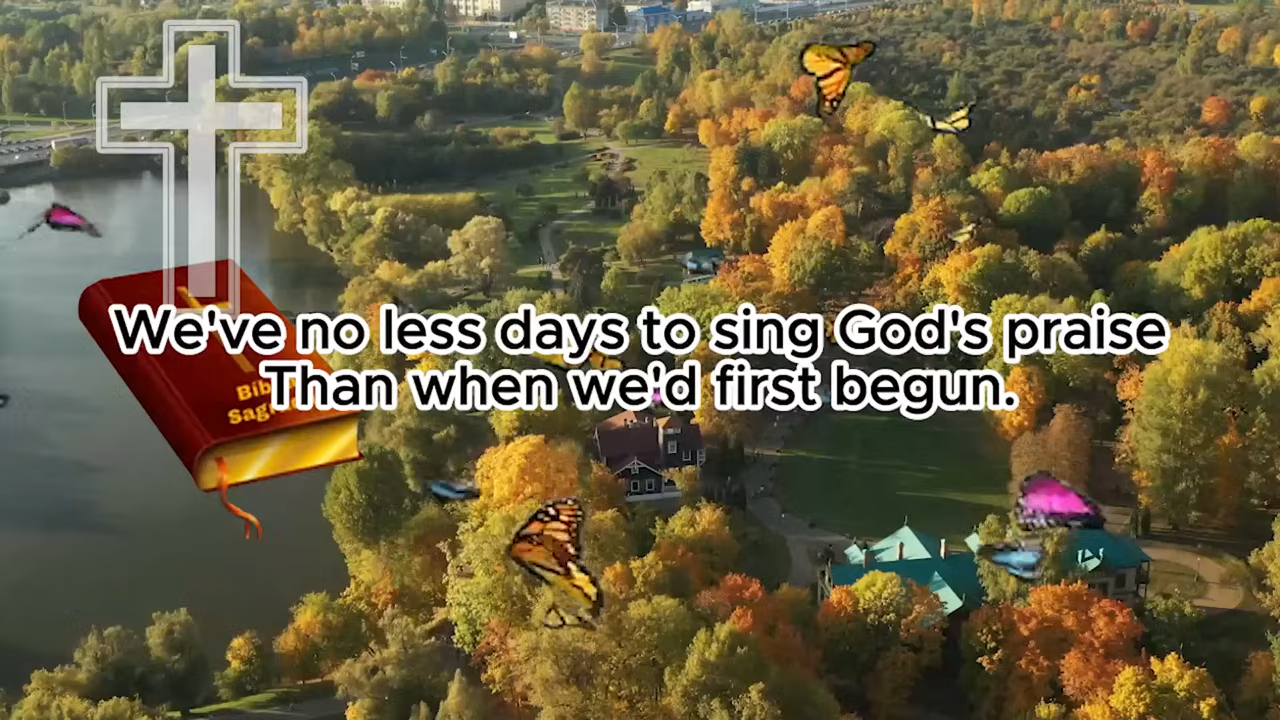 We've no less days to sing God's praise
Than when we'd first begun.